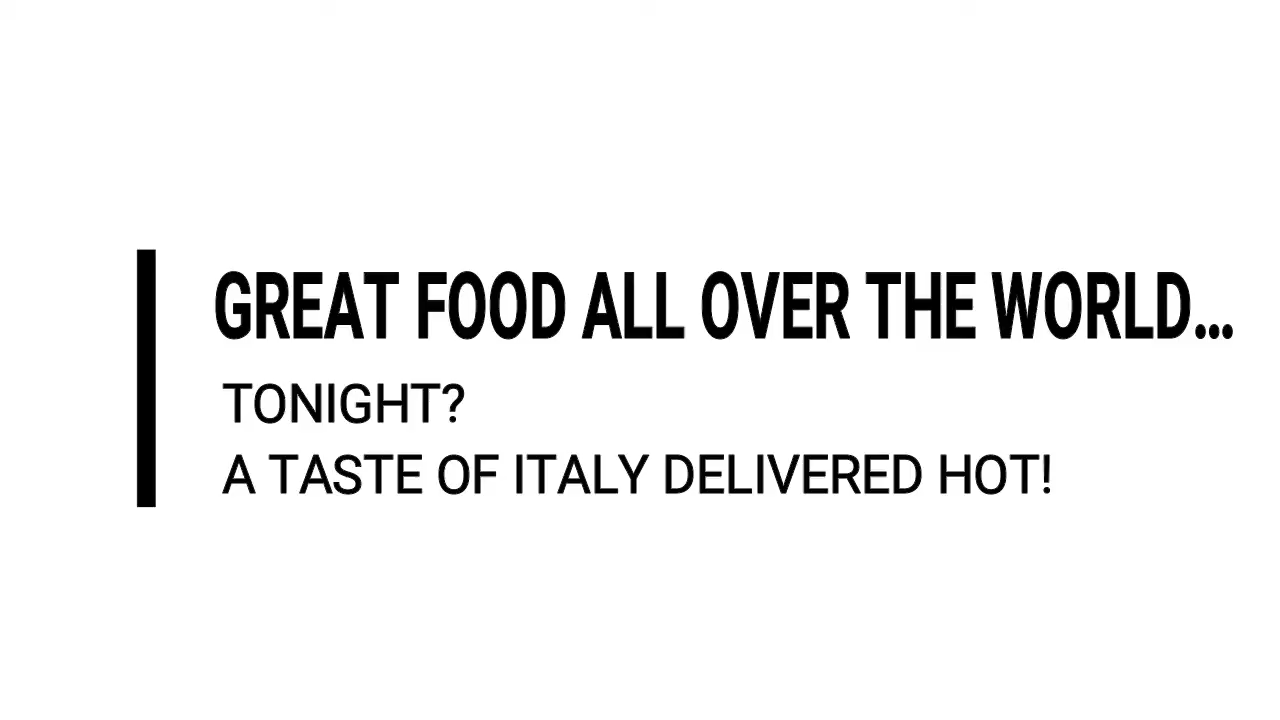 GREAT FOOD ALL OVER THE WORLD...
TONIGHT?
A TASTE OF ITALY DELIVERED HOT!